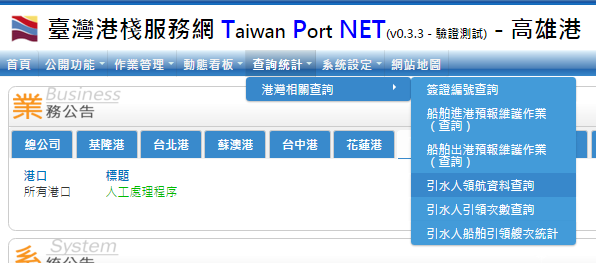 臺灣港棧服務網 Taiwan Port NET(v0.3.3 - 驗證測試) - 高雄港
首頁 公開功能 作業管理 動態看板 查詢統計 系統設定 網站地圖
港灣相關查詢
簽證編號查詢
船舶進港預報維護作業
(查詢)
船舶出港預報維護作業
(查詢)
引水人領航資料查詢
引水人引領次數查詢
引水人船舶引領艘次統計
Business
業務公告
總公司 基隆港 台北港 蘇澳港 台中港 花蓮港
港口 標題
所有港口 人工處理程序
System
系統公告